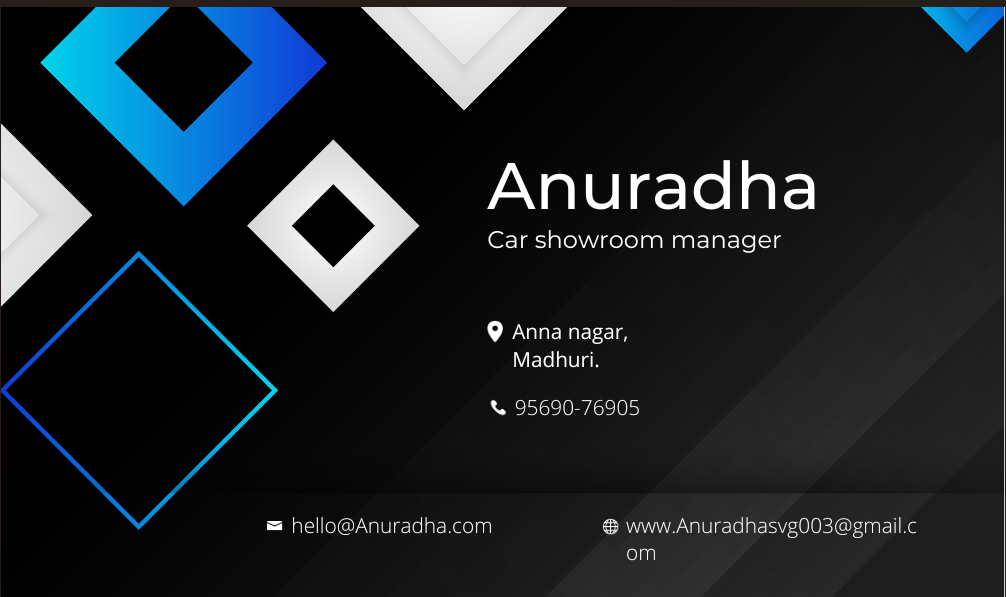 Anuradha
Car showroom manager
Anna nagar,
Madhuri.
95690-76905
hello@Anuradha.com
www.Anuradhasvg003@gmail.c
om